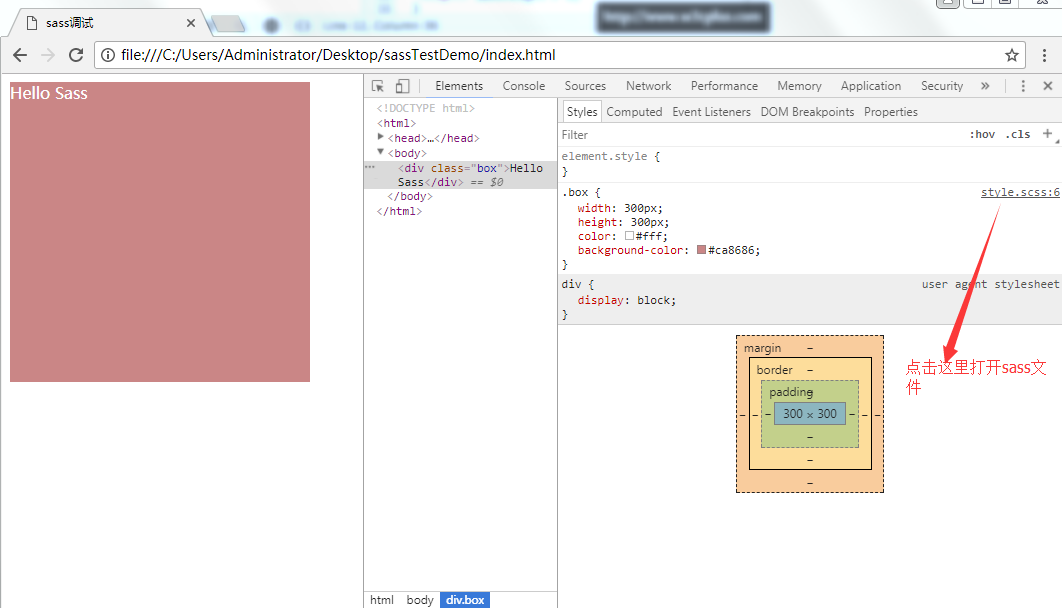 sass调试
file:///C:/Users/Administrator/Desktop/sassTestDemo/index.html
Hello Sass
Elements Console Sources Network Performance Memory Application Security »
<!DOCTYPE html>
<html>
<head>…</head>
<body>
<div class="box">Hello
Sass</div> == $0
</body>
</html>
html body div.box
Styles Computed Event Listeners DOM Breakpoints Properties
Filter :hov .cls +
element.style {
}
.box { style.scss:6
width: 300px;
height: 300px;
color: #fff;
background-color: #ca8686;
}
div { user agent stylesheet
display: block;
}
margin –
border –
padding –
– – – 300 × 300 – – –
–
–
–
点击这里打开sass文
件